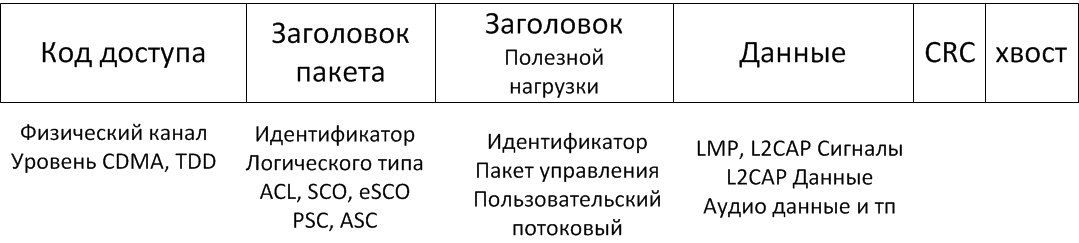 Код доступа
Заголовок
пакета
Заголовок
Полезной
нагрузки
Данные
CRC
хвост
Физический канал
Уровень CDMA, TDD
Идентификатор
Логического типа
ACL, SCO, eSCO
PSC, ASC
Идентификатор
Пакет управления
Пользовательский
потоковый
LMP, L2CAP Сигналы
L2CAP Данные
Аудио данные и тп